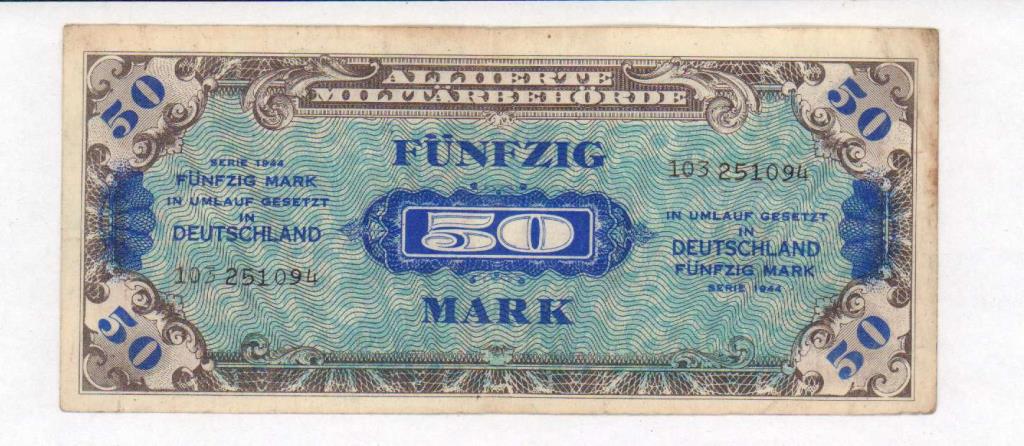 50
ALLIIERTE
MILITÄRBEHÖRDE
50
FÜNFZIG
SERIE 1944
FÜNFZIG MARK
IN UMLAUF GESETZT
IN
DEUTSCHLAND
103 251094
50
103 251094
IN UMLAUF GESETZT
IN
DEUTSCHLAND
FÜNFZIG MARK
SERIE 1944
MARK
50
50